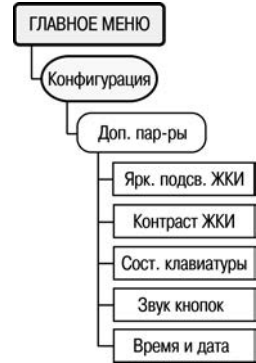 ГЛАВНОЕ МЕНЮ
Конфигурация
Доп. пар-ры
Ярк. подсв. ЖКИ
Контраст ЖКИ
Сост. клавиатуры
Звук кнопок
Время и дата